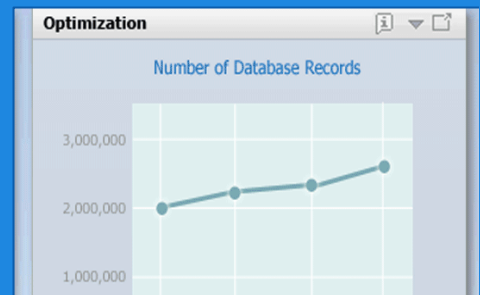 Optimization
Number of Database Records
3,000,000
2,000,000
1,000,000